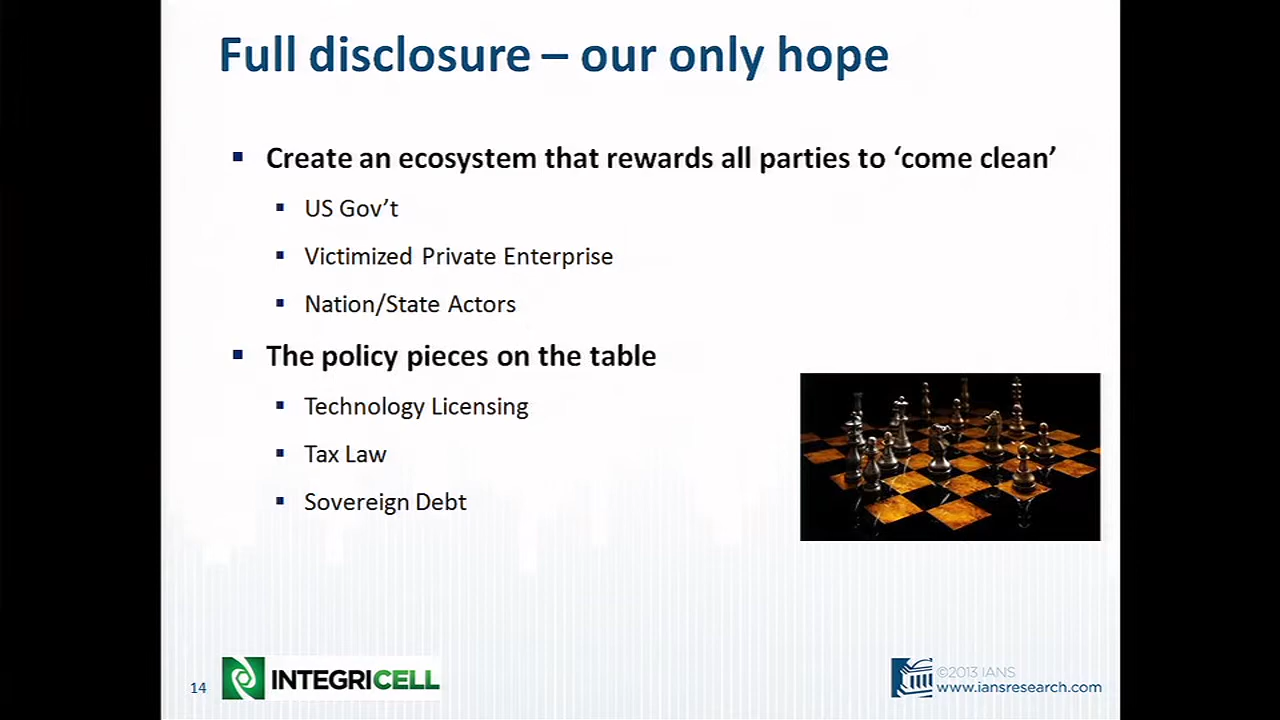 Full disclosure – our only hope
Create an ecosystem that rewards all parties to ‘come clean’
US Gov’t
Victimized Private Enterprise
Nation/State Actors
The policy pieces on the table
Technology Licensing
Tax Law
Sovereign Debt
14
INTEGRICELL
©2013 IANS
www.iansresearch.com